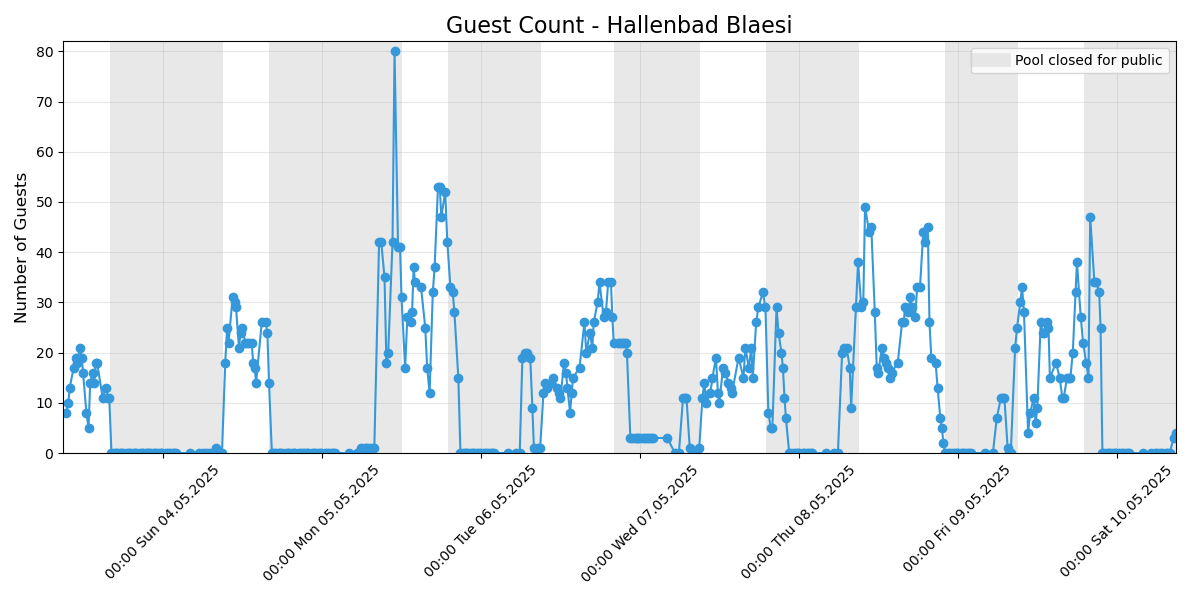 Guest Count - Hallenbad Blaesi
Pool closed for public
Number of Guests
80
70
60
50
40
30
20
10
0
00:00 Sun 04.05.2025
00:00 Mon 05.05.2025
00:00 Tue 06.05.2025
00:00 Wed 07.05.2025
00:00 Thu 08.05.2025
00:00 Fri 09.05.2025
00:00 Sat 10.05.2025